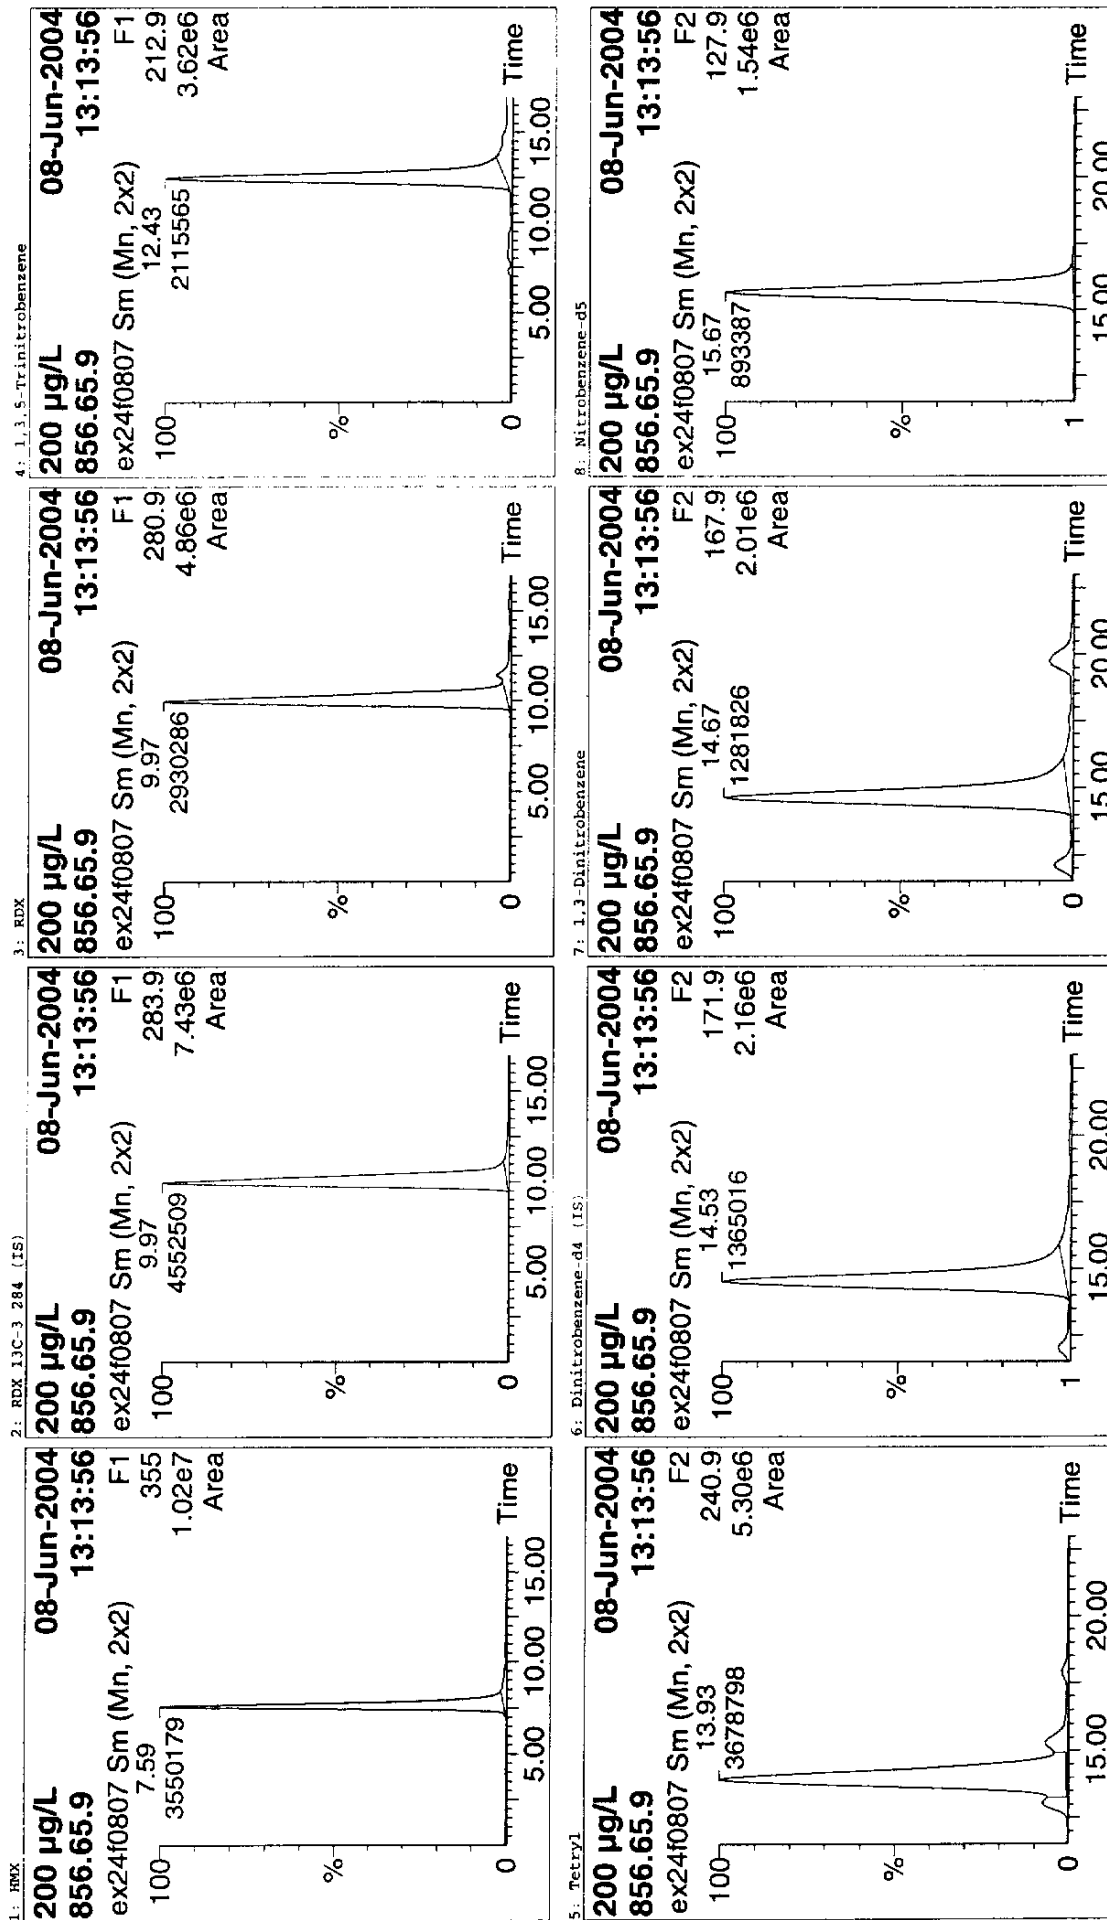 1: HMX
200 µg/L 08-Jun-2004
856.65.9 13:13:56
ex24f0807 Sm (Mn, 2x2) F1
7.59 355
3550179 1.02e7
Area
100
%
0
5.00 10.00 15.00 Time
2: RDX 13C-3 284 (IS)
200 µg/L 08-Jun-2004
856.65.9 13:13:56
ex24f0807 Sm (Mn, 2x2) F1
9.97 283.9
4552509 7.43e6
Area
100
%
0
5.00 10.00 15.00 Time
3: RDX
200 µg/L 08-Jun-2004
856.65.9 13:13:56
ex24f0807 Sm (Mn, 2x2) F1
9.97 280.9
2930286 4.86e6
Area
100
%
0
5.00 10.00 15.00 Time
4: 1,3,5-Trinitrobenzene
200 µg/L 08-Jun-2004
856.65.9 13:13:56
ex24f0807 Sm (Mn, 2x2) F1
12.43 212.9
2115565 3.62e6
Area
100
%
0
5.00 10.00 15.00 Time
5: Tetryl
200 µg/L 08-Jun-2004
856.65.9 13:13:56
ex24f0807 Sm (Mn, 2x2) F2
13.93 240.9
3678798 5.30e6
Area
100
%
0
15.00 20.00 Time
6: Dinitrobenzene-d4 (IS)
200 µg/L 08-Jun-2004
856.65.9 13:13:56
ex24f0807 Sm (Mn, 2x2) F2
14.53 171.9
1365016 2.16e6
Area
100
%
1
15.00 20.00 Time
7: 1,3-Dinitrobenzene
200 µg/L 08-Jun-2004
856.65.9 13:13:56
ex24f0807 Sm (Mn, 2x2) F2
14.67 167.9
1281826 2.01e6
Area
100
%
0
15.00 20.00 Time
8: Nitrobenzene-d5
200 µg/L 08-Jun-2004
856.65.9 13:13:56
ex24f0807 Sm (Mn, 2x2) F2
15.67 127.9
893387 1.54e6
Area
100
%
1
15.00 20.00 Time